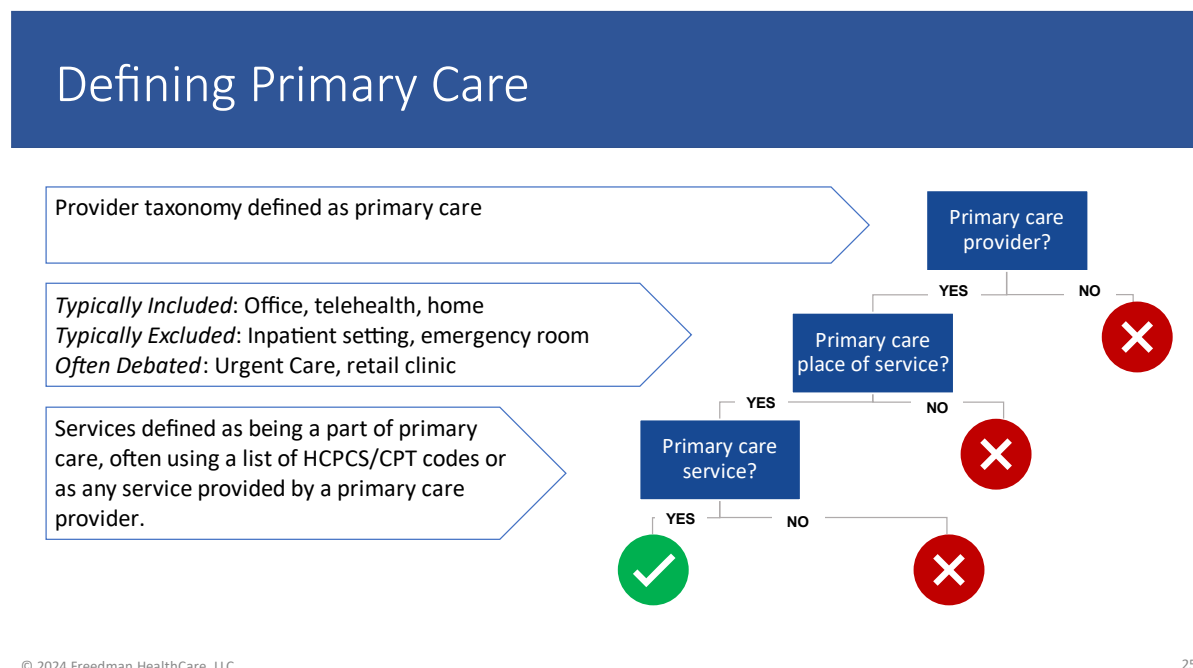 Defining Primary Care
Provider taxonomy defined as primary care
Typically Included: Office, telehealth, home
Typically Excluded: Inpatient setting, emergency room
Often Debated: Urgent Care, retail clinic
Services defined as being a part of primary
care, often using a list of HCPCS/CPT codes or
as any service provided by a primary care
provider.
Primary care
provider?
YES
NO
Primary care
place of service?
YES
NO
Primary care
service?
YES
NO
© 2024 Freedman HealthCare, LLC
25